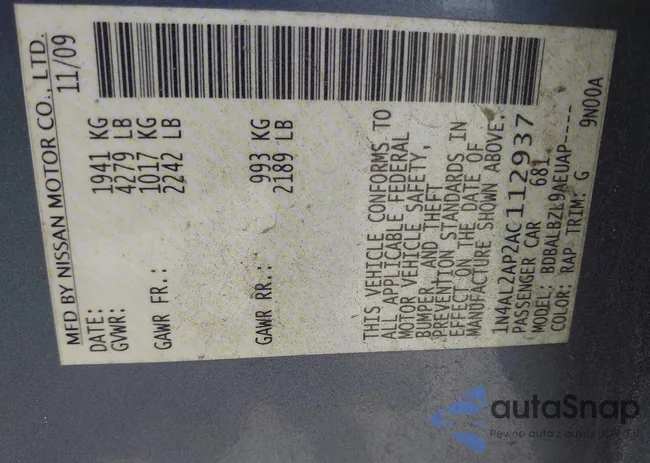 MFD BY NISSAN MOTOR CO., LTD.
DATE: 11/09
GVWR: 1941 KG
4279 LB
GAWR FR.: 1017 KG
2242 LB
GAWR RR.: 993 KG
2189 LB
THIS VEHICLE CONFORMS TO
ALL APPLICABLE FEDERAL
MOTOR VEHICLE SAFETY,
BUMPER, AND THEFT
PREVENTION STANDARDS IN
EFFECT ON THE DATE OF
MANUFACTURE SHOWN ABOVE.
1N4AL2AP2AC112937
PASSENGER CAR 681
MODEL: BDBALBZL9AEUAP----
COLOR: RAP TRIM: G 9N00A
autaSnap
Pewne auta z